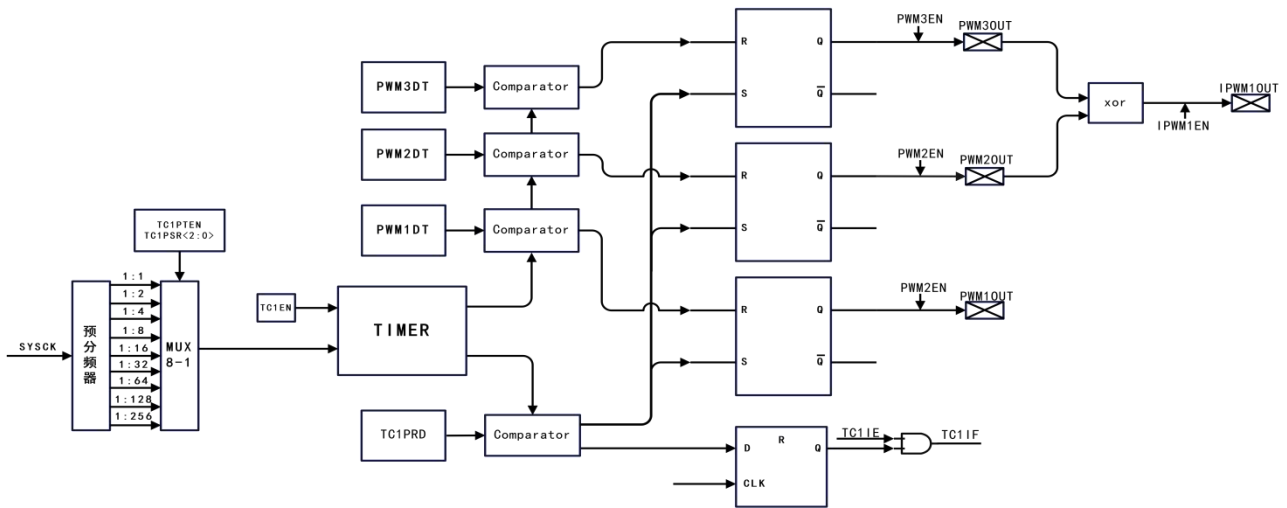 PWM3EN
PWM3OUT
R
Q
PWM3DT
Comparator
S
Q
xor
IPWM1OUT
IPWM1EN
PWM2DT
Comparator
PWM2EN
PWM2OUT
R
Q
PWM1DT
Comparator
S
Q
TC1PTEN
TC1PSR<2:0>
1:1
1:2
1:4
1:8
1:16
1:32
1:64
1:128
1:256
SYSCK
预分频器
MUX
8-1
TC1EN
TIMER
PWM2EN
PWM1OUT
R
Q
S
Q
TC1PRD
Comparator
R
D
Q
CLK
TC1IE
TC1IF